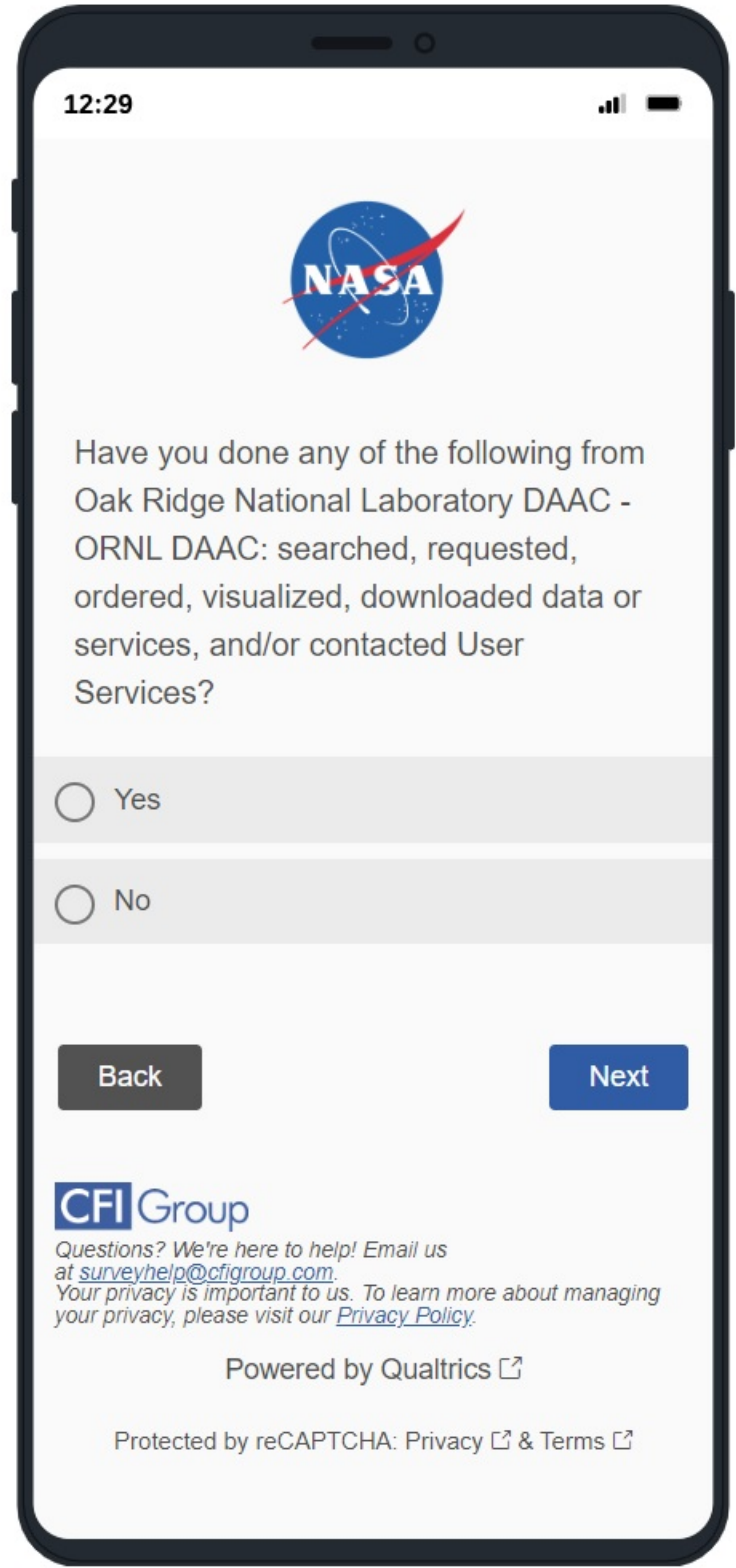 12:29
NASA
Have you done any of the following from
Oak Ridge National Laboratory DAAC -
ORNL DAAC: searched, requested,
ordered, visualized, downloaded data or
services, and/or contacted User
Services?
Yes
No
Back
Next
CFI Group
Questions? We're here to help! Email us
at surveyhelp@cfigroup.com.
Your privacy is important to us. To learn more about managing
your privacy, please visit our Privacy Policy.
Powered by Qualtrics
Protected by reCAPTCHA: Privacy & Terms